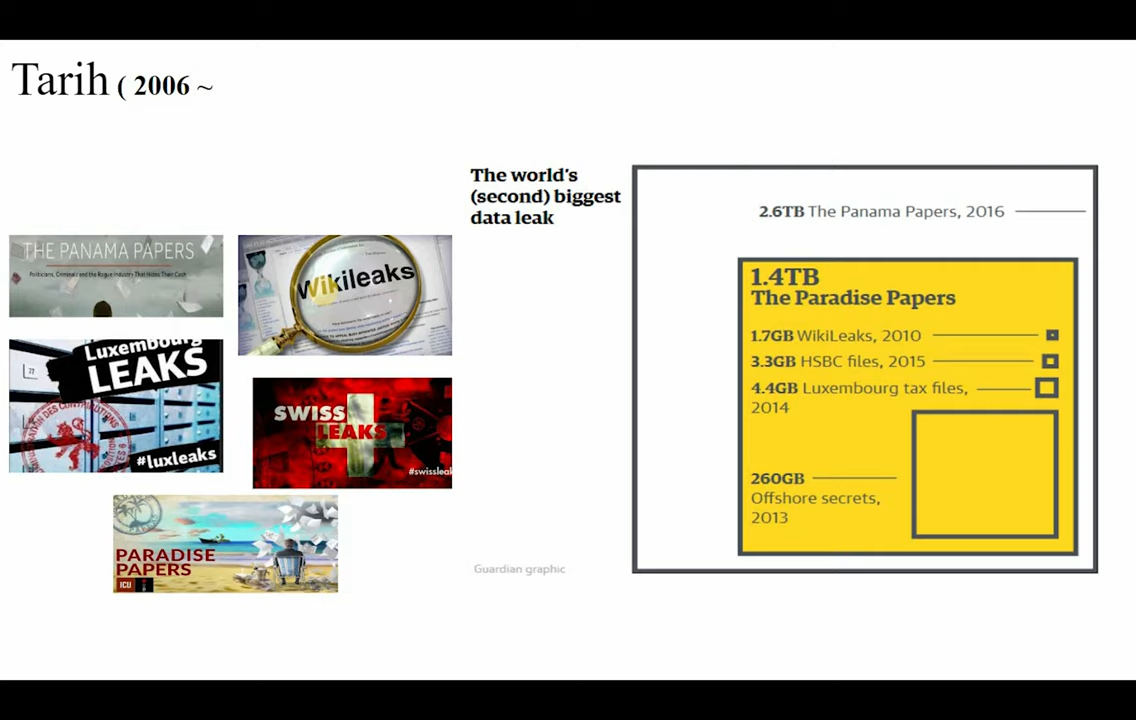 Tarih ( 2006 ~
THE PANAMA PAPERS
Politicians, Criminals and the Rogue Industry That Hides Their Cash
Wikileaks
Luxembourg
LEAKS
#luxleaks
SWISS
LEAKS
#swissleak
PARADISE
PAPERS
The world's
(second) biggest
data leak
2.6TB The Panama Papers, 2016
1.4TB
The Paradise Papers
1.7GB WikiLeaks, 2010
3.3GB HSBC files, 2015
4.4GB Luxembourg tax files,
2014
260GB
Offshore secrets,
2013
Guardian graphic